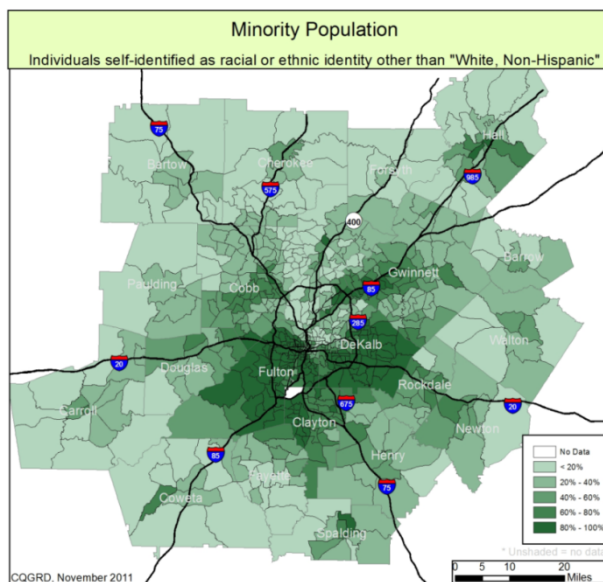 Minority Population
Individuals self-identified as racial or ethnic identity other than "White, Non-Hispanic"
75
Hall
Bartow
Cherokee
Forsyth
575
985
400
Barrow
Gwinnett
Paulding
Cobb
85
285
Walton
DeKalb
20
Douglas
Fulton
Rockdale
675
Carroll
20
Clayton
Newton
85
Henry
Fayette
75
Coweta
Spalding
No Data
< 20%
20% - 40%
40% - 60%
60% - 80%
80% - 100%
* Unshaded = no data
CQGRD, November 2011
0 5 10 20
Miles